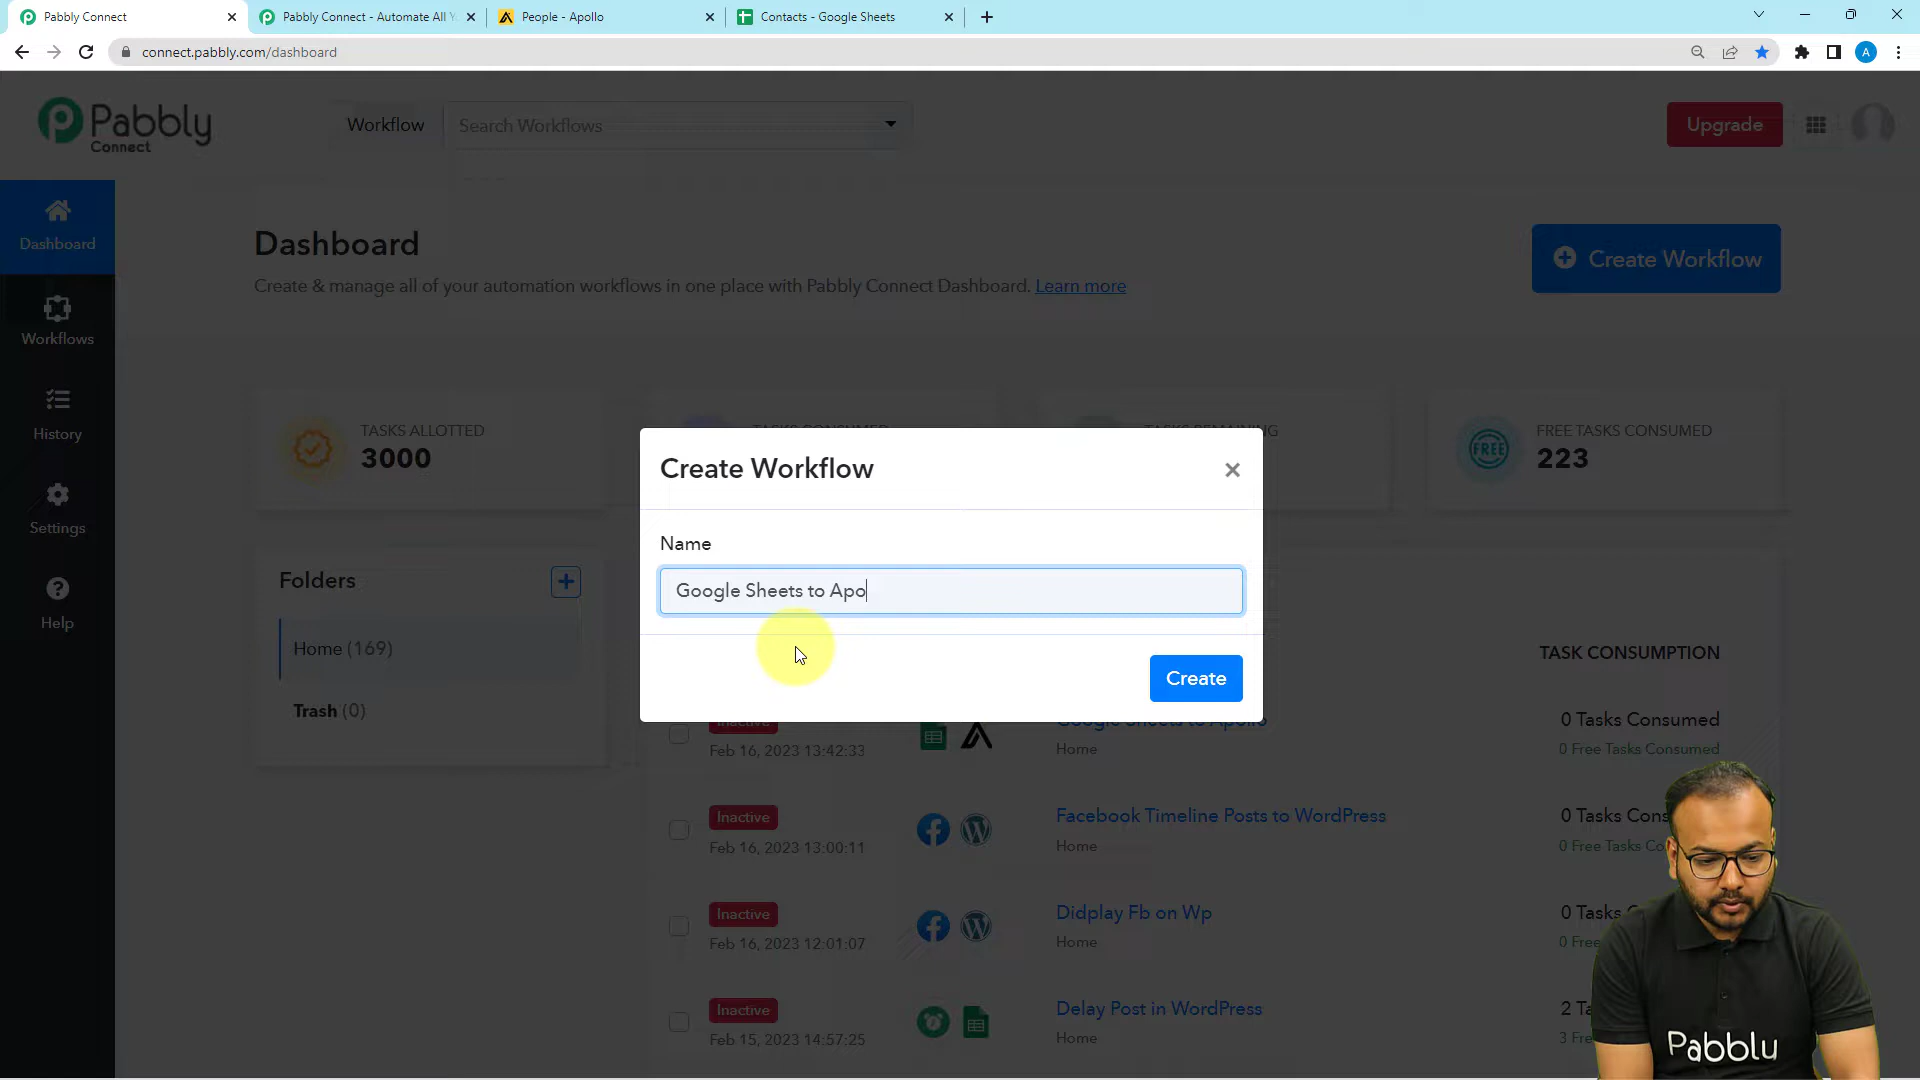 Pabbly Connect
Pabbly Connect - Automate All Y
People - Apollo
Contacts - Google Sheets
connect.pabbly.com/dashboard
A
Pabbly
Connect
Workflow
Search Workflows
Upgrade
Dashboard
Workflows
History
Settings
Help
Dashboard
Create & manage all of your automation workflows in one place with Pabbly Connect Dashboard. Learn more
Create Workflow
TASKS ALLOTTED
3000
TASKS CONSUMED
TASKS REMAINING
FREE
FREE TASKS CONSUMED
223
Create Workflow
Name
Google Sheets to Apo
Create
Folders
Home (169)
Trash (0)
TASK CONSUMPTION
Inactive
Feb 16, 2023 13:42:33
Google Sheets to Apollo
Home
0 Tasks Consumed
0 Free Tasks Consumed
Inactive
Feb 16, 2023 13:00:11
Facebook Timeline Posts to WordPress
Home
0 Tasks Cons
0 Free Tasks Co
Inactive
Feb 16, 2023 12:01:07
Didplay Fb on Wp
Home
0 Tasks
0 Free
Inactive
Feb 15, 2023 14:57:25
Delay Post in WordPress
Home
2 Ta
3 Fre
Pabbly